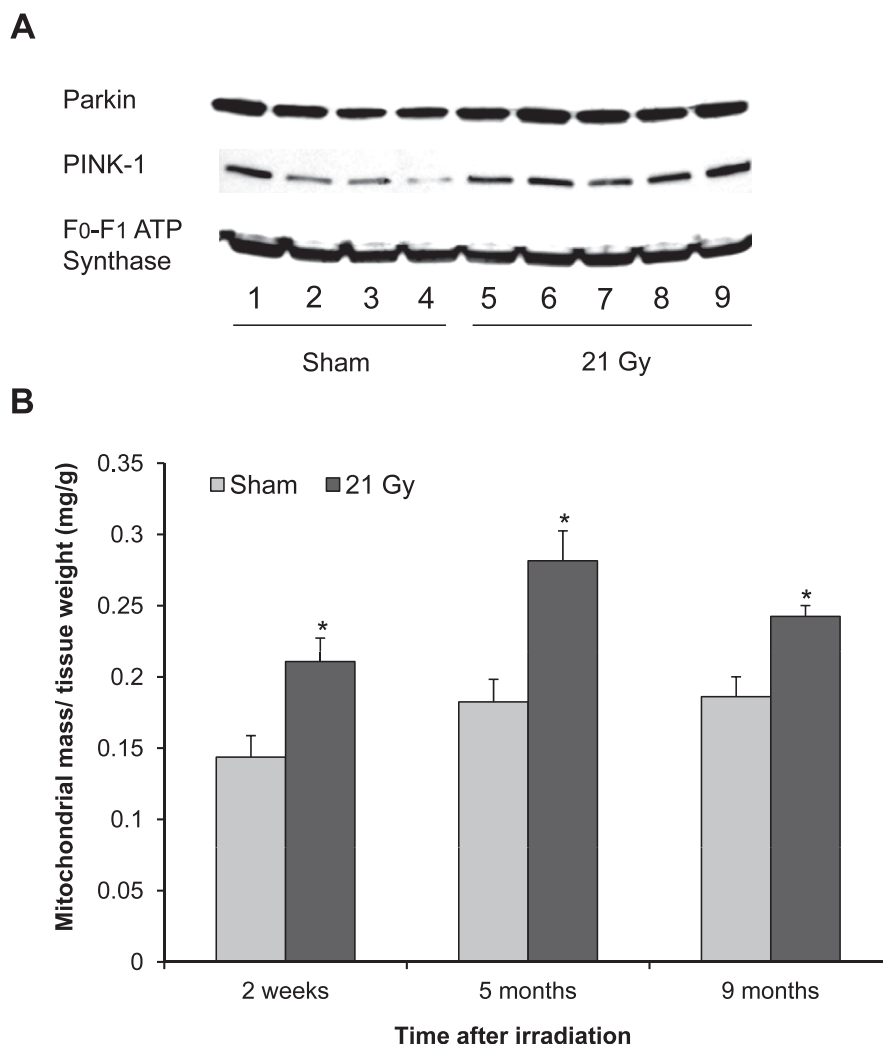 A
Parkin
PINK-1
F0-F1 ATP
Synthase
1 2 3 4 5 6 7 8 9
Sham 21 Gy
B
Mitochondrial mass/ tissue weight (mg/g)
0.35
0.3
0.25
0.2
0.15
0.1
0.05
0
Sham 21 Gy
* * *
2 weeks 5 months 9 months
Time after irradiation